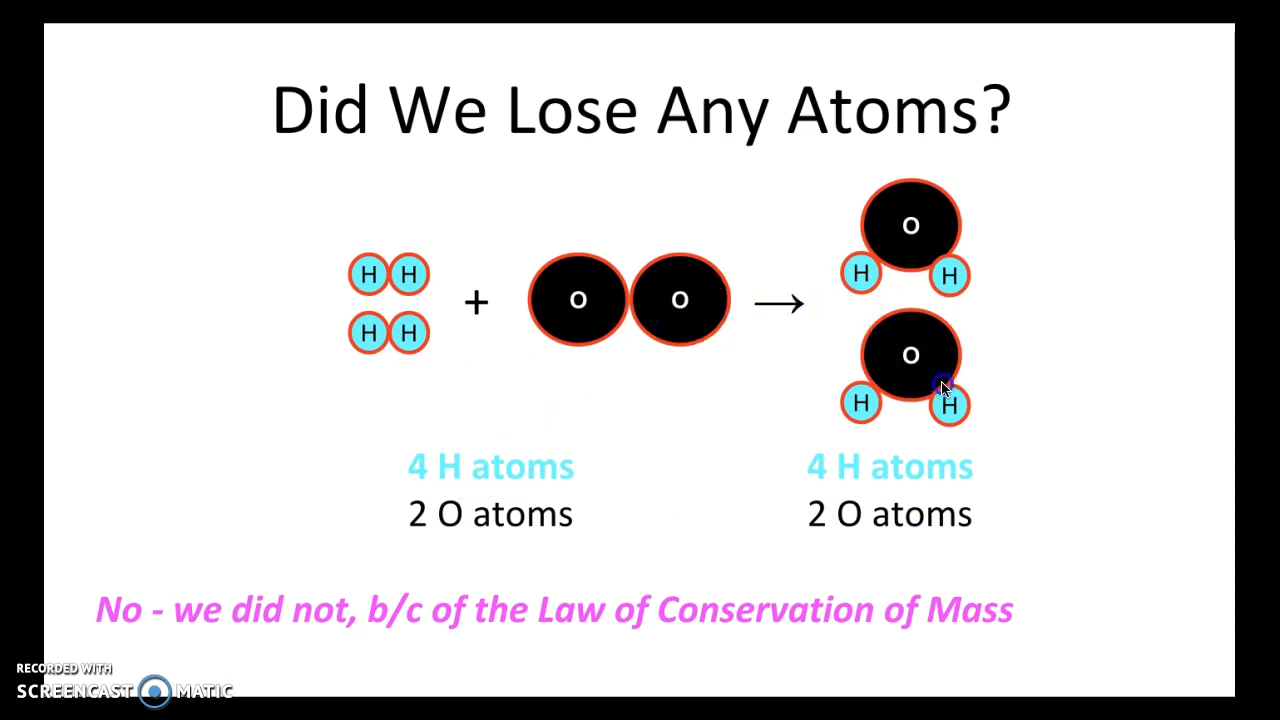 Did We Lose Any Atoms?
H H + O O → O
H H
H H
O
H H
4 H atoms 4 H atoms
2 O atoms 2 O atoms
No - we did not, b/c of the Law of Conservation of Mass
RECORDED WITH
SCREENCAST MATIC